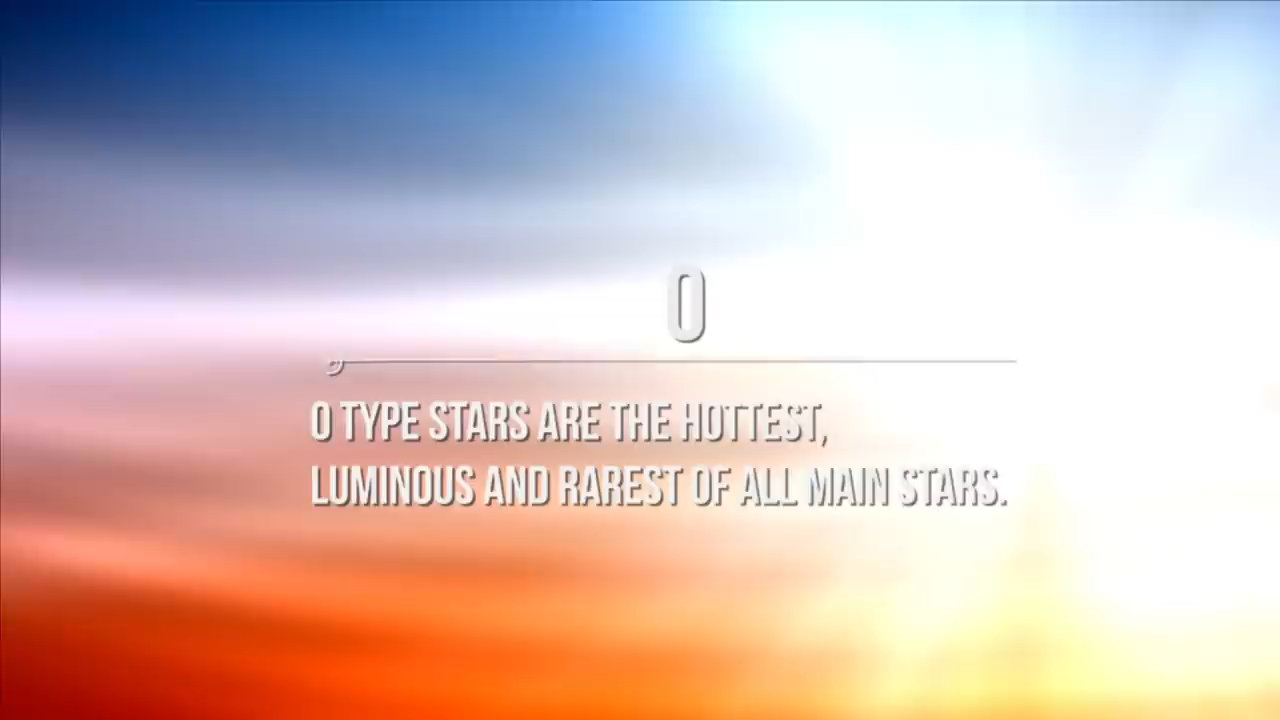 O
O TYPE STARS ARE THE HOTTEST,
LUMINOUS AND RAREST OF ALL MAIN STARS.